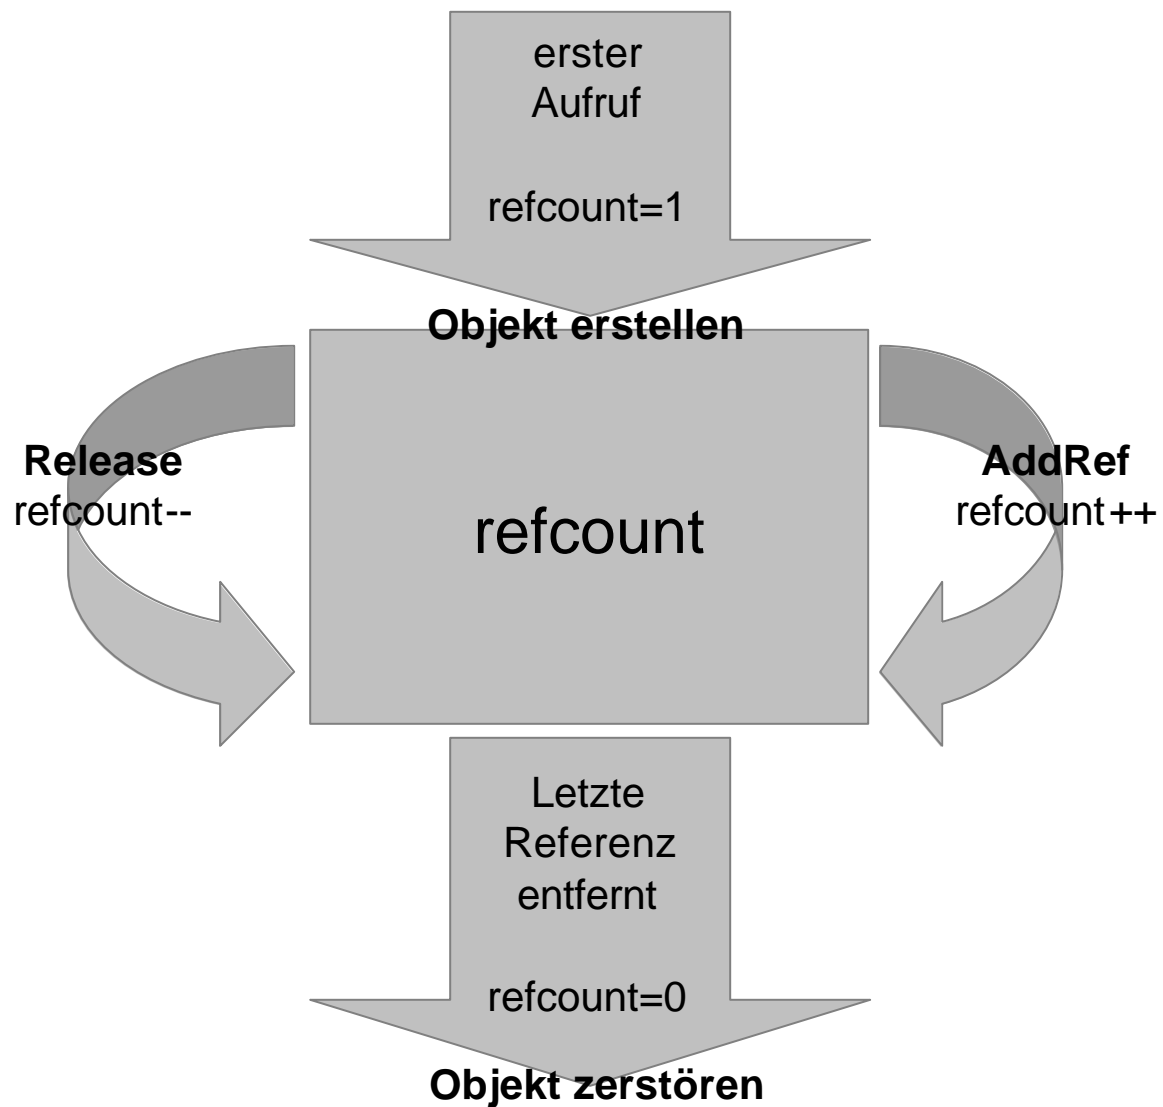 erster
Aufruf
refcount=1
Objekt erstellen
Release
refcount--
refcount
AddRef
refcount++
Letzte
Referenz
entfernt
refcount=0
Objekt zerstören